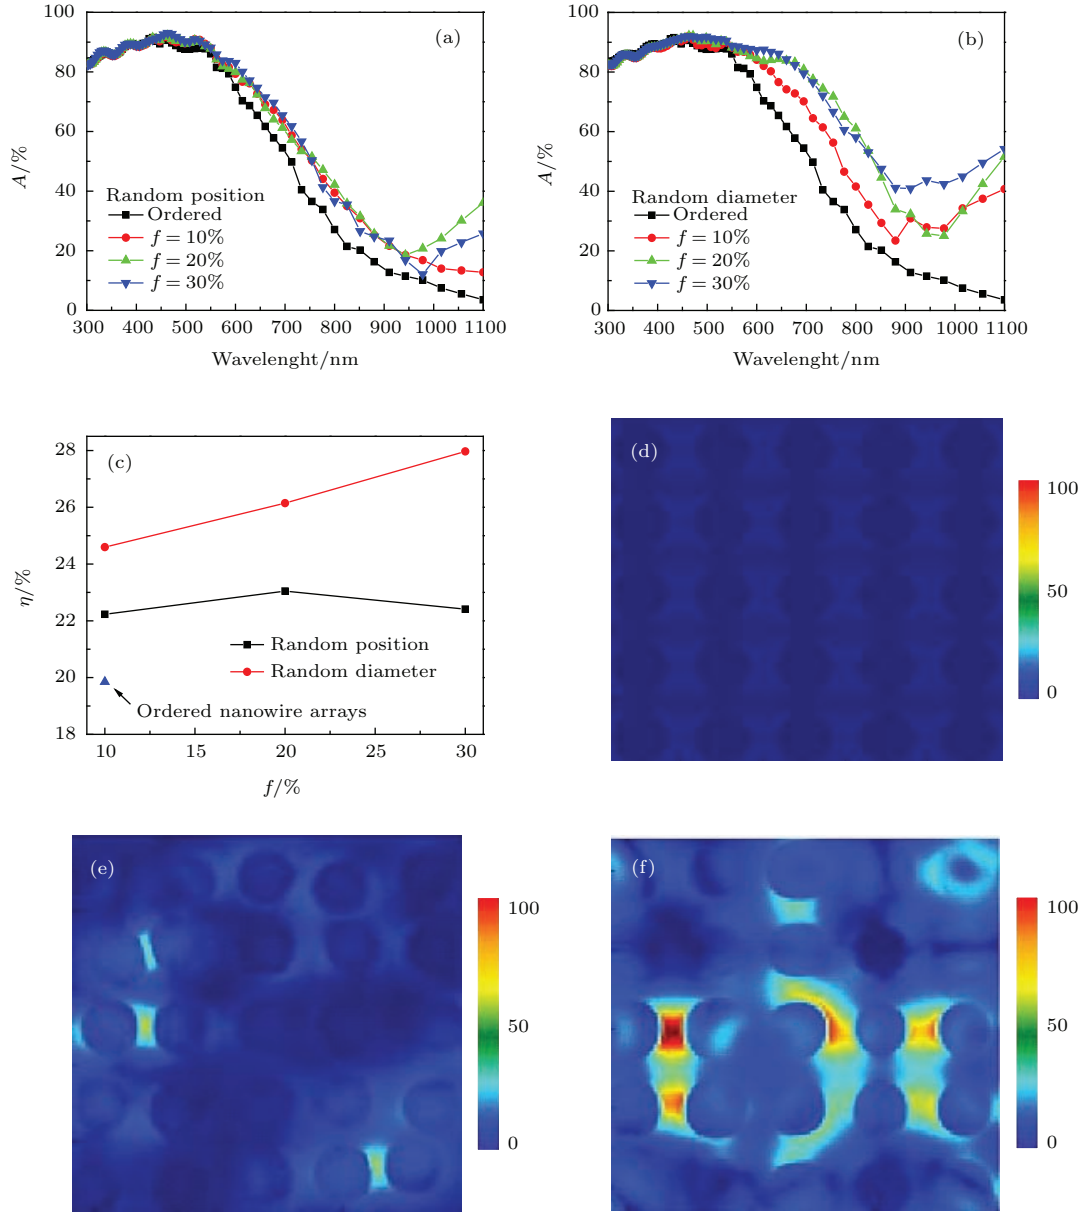 (a)
100
80
60
40
20
0
A/%
Random position
Ordered
f = 10%
f = 20%
f = 30%
300 400 500 600 700 800 900 1000 1100
Wavelenght/nm
(b)
100
80
60
40
20
0
A/%
Random diameter
Ordered
f = 10%
f = 20%
f = 30%
300 400 500 600 700 800 900 1000 1100
Wavelenght/nm
(c)
28
26
24
22
20
18
η/%
Random position
Random diameter
Ordered nanowire arrays
10 15 20 25 30
f/%
(d)
100
50
0
(e)
100
50
0
(f)
100
50
0